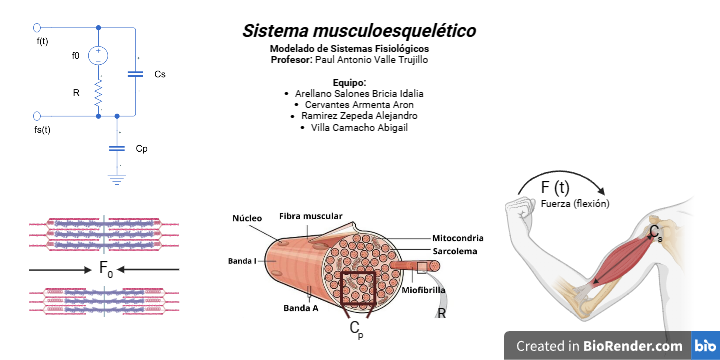 Sistema musculoesquelético
Modelado de Sistemas Fisiológicos
Profesor: Paul Antonio Valle Trujillo
Equipo:
• Arellano Salones Bricia Idalia
• Cervantes Armenta Aron
• Ramirez Zepeda Alejandro
• Villa Camacho Abigail
f(t)
f0
Cs
R
fs(t)
Cp
F0
Núcleo
Fibra muscular
Mitocondria
Sarcolema
Banda I
Miofibrilla
Banda A
R
Cp
F (t)
Fuerza (flexión)
Cs
Created in BioRender.com bio